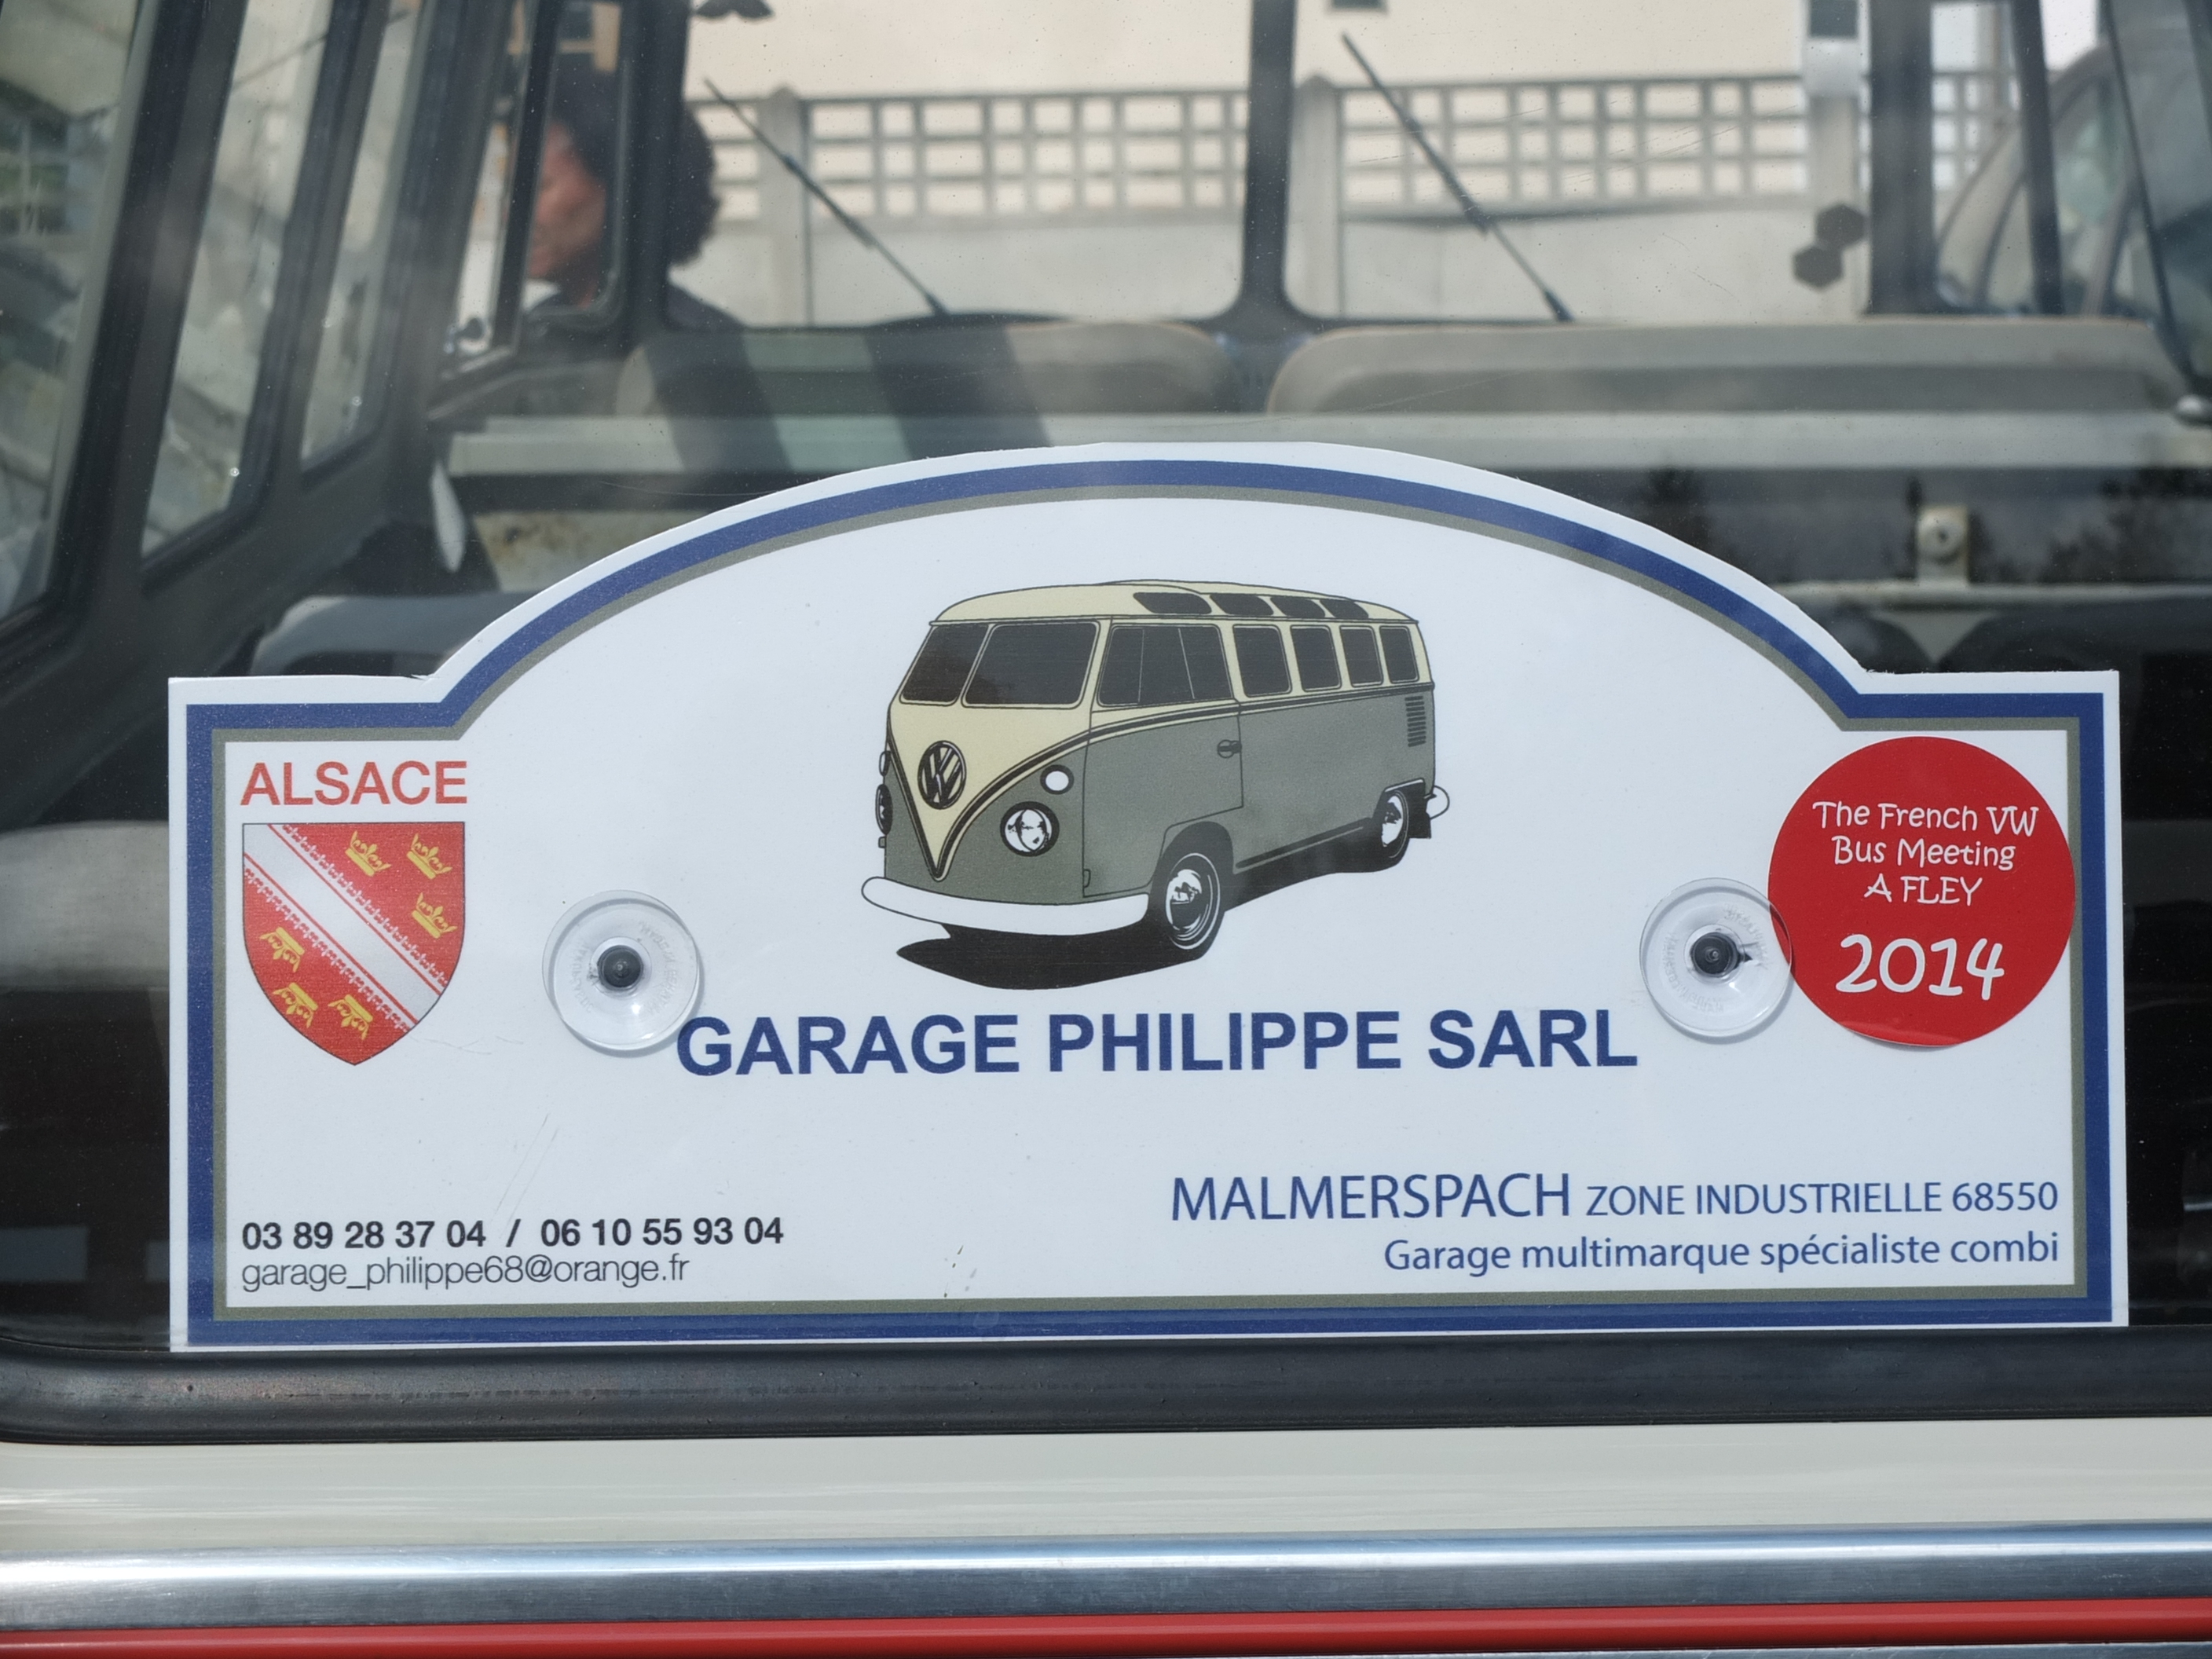 ALSACE
The French VW
Bus Meeting
A FLEY
2014
GARAGE PHILIPPE SARL
MALMERSPACH ZONE INDUSTRIELLE 68550
Garage multimarque spécialiste combi
03 89 28 37 04 / 06 10 55 93 04
garage_philippe68@orange.fr